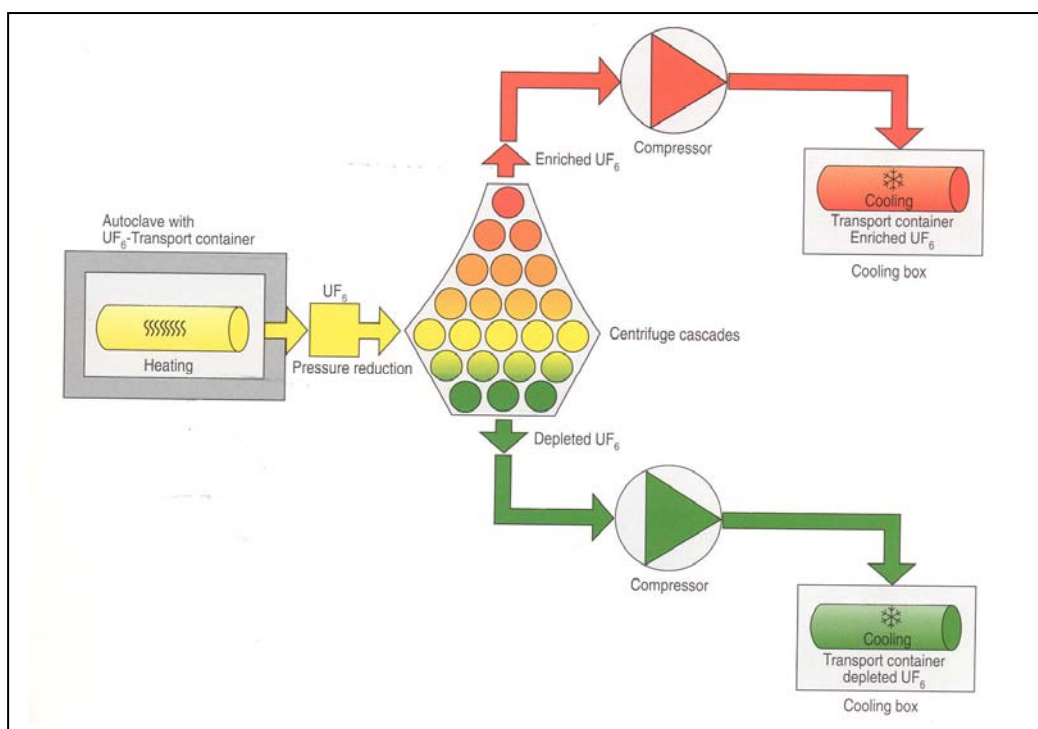 Enriched UF6
Compressor
Cooling
Transport container
Enriched UF6
Cooling box
Autoclave with
UF6-Transport container
Heating
UF6
Pressure reduction
Centrifuge cascades
Depleted UF6
Compressor
Cooling
Transport container
depleted UF6
Cooling box